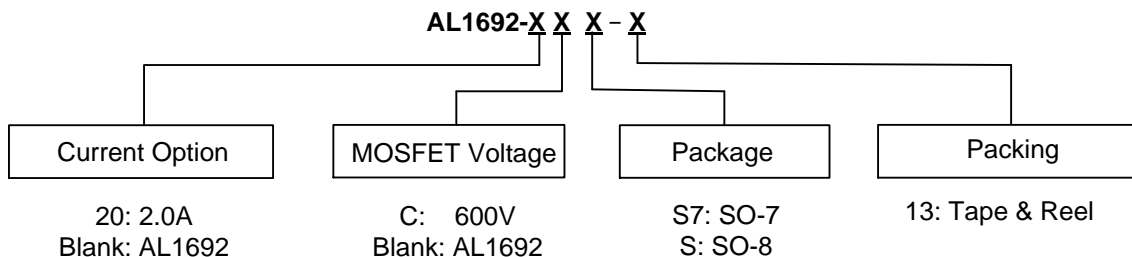 AL1692-X X X – X
Current Option
MOSFET Voltage
Package
Packing
20: 2.0A
Blank: AL1692
C: 600V
Blank: AL1692
S7: SO-7
S: SO-8
13: Tape & Reel